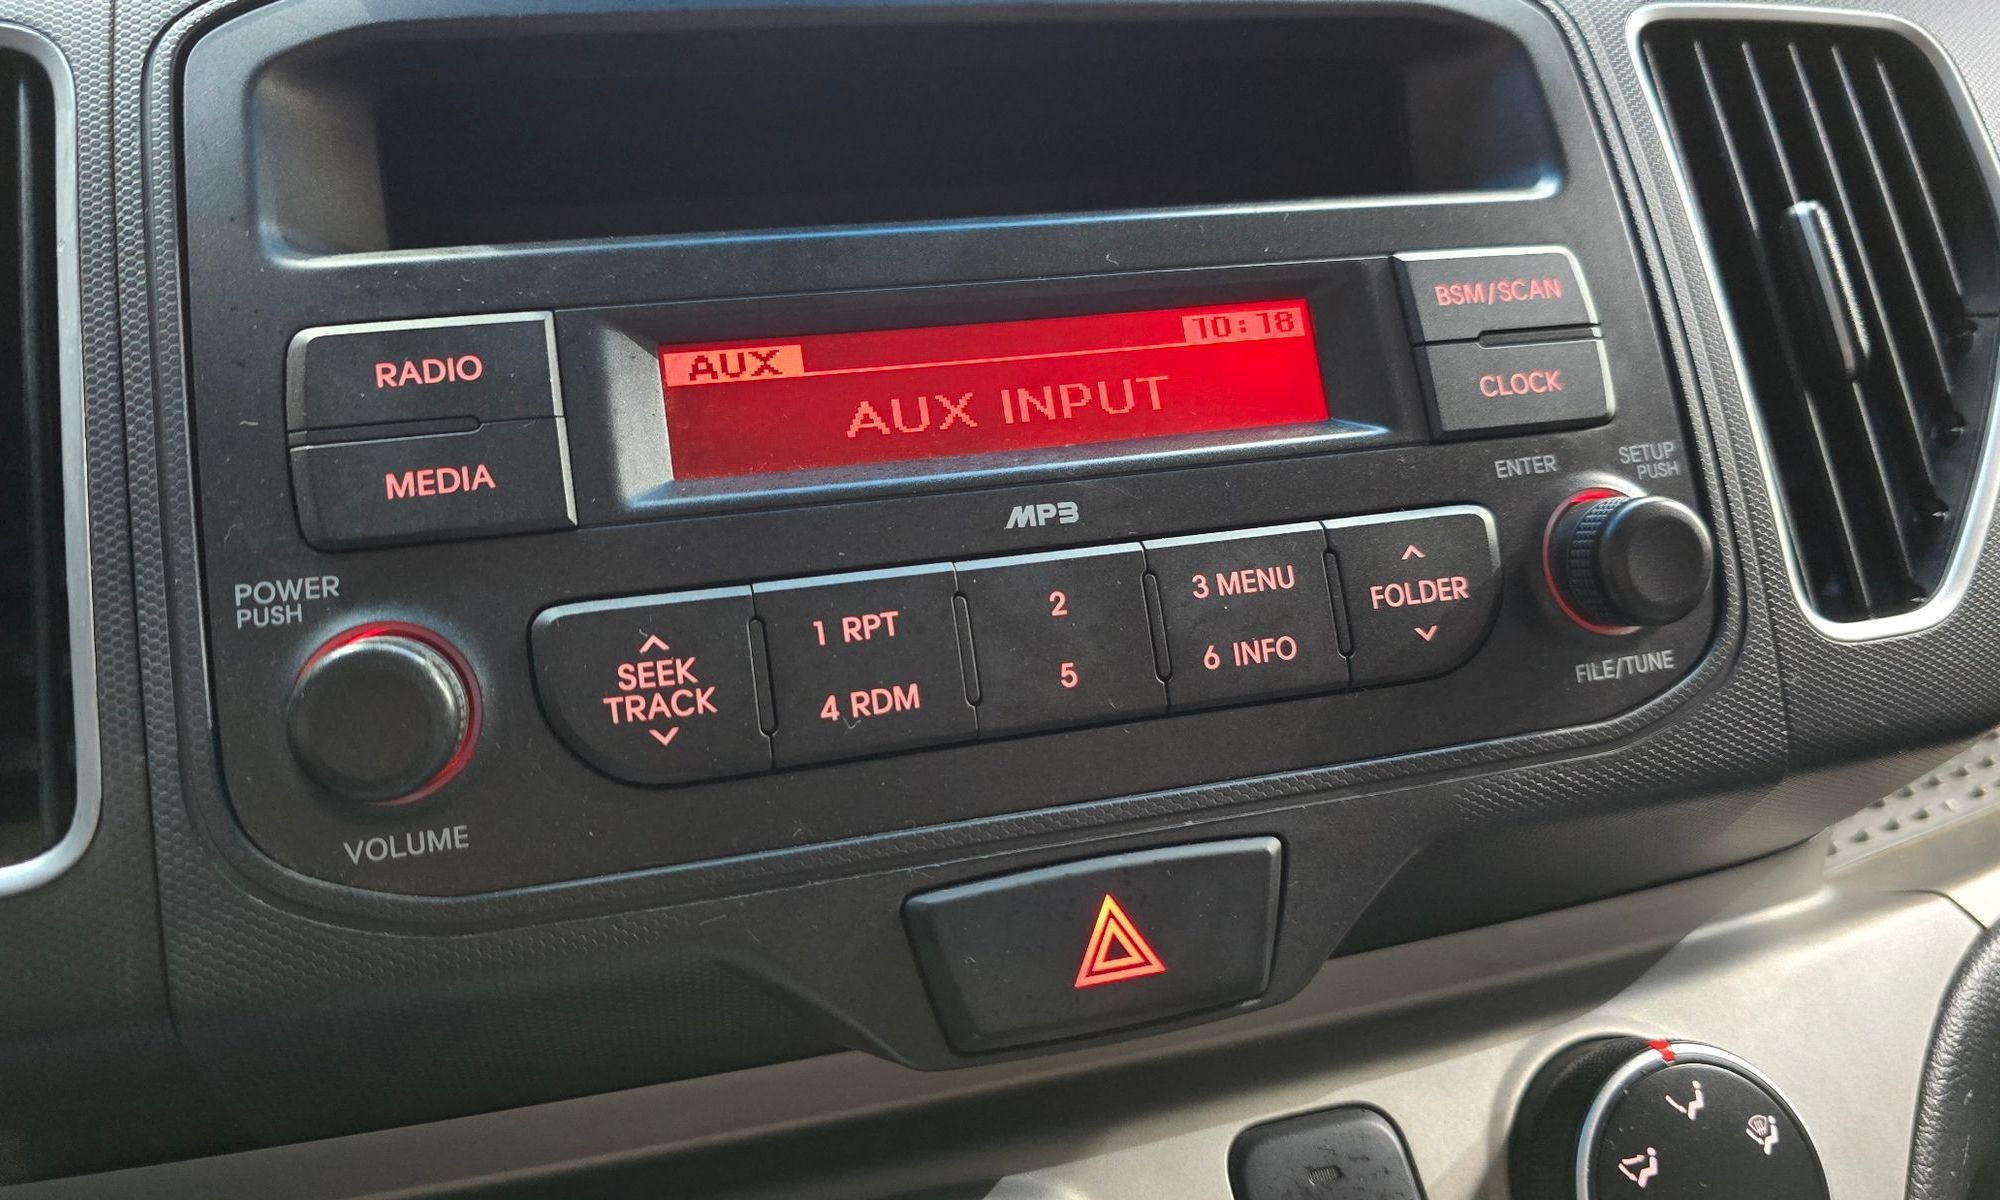 BSM/SCAN
AUX 10:18
RADIO
AUX INPUT
CLOCK
MEDIA
ENTER
SETUP
PUSH
MP3
POWER
PUSH
SEEK
TRACK
1 RPT
2
3 MENU
FOLDER
4 RDM
5
6 INFO
FILE/TUNE
VOLUME